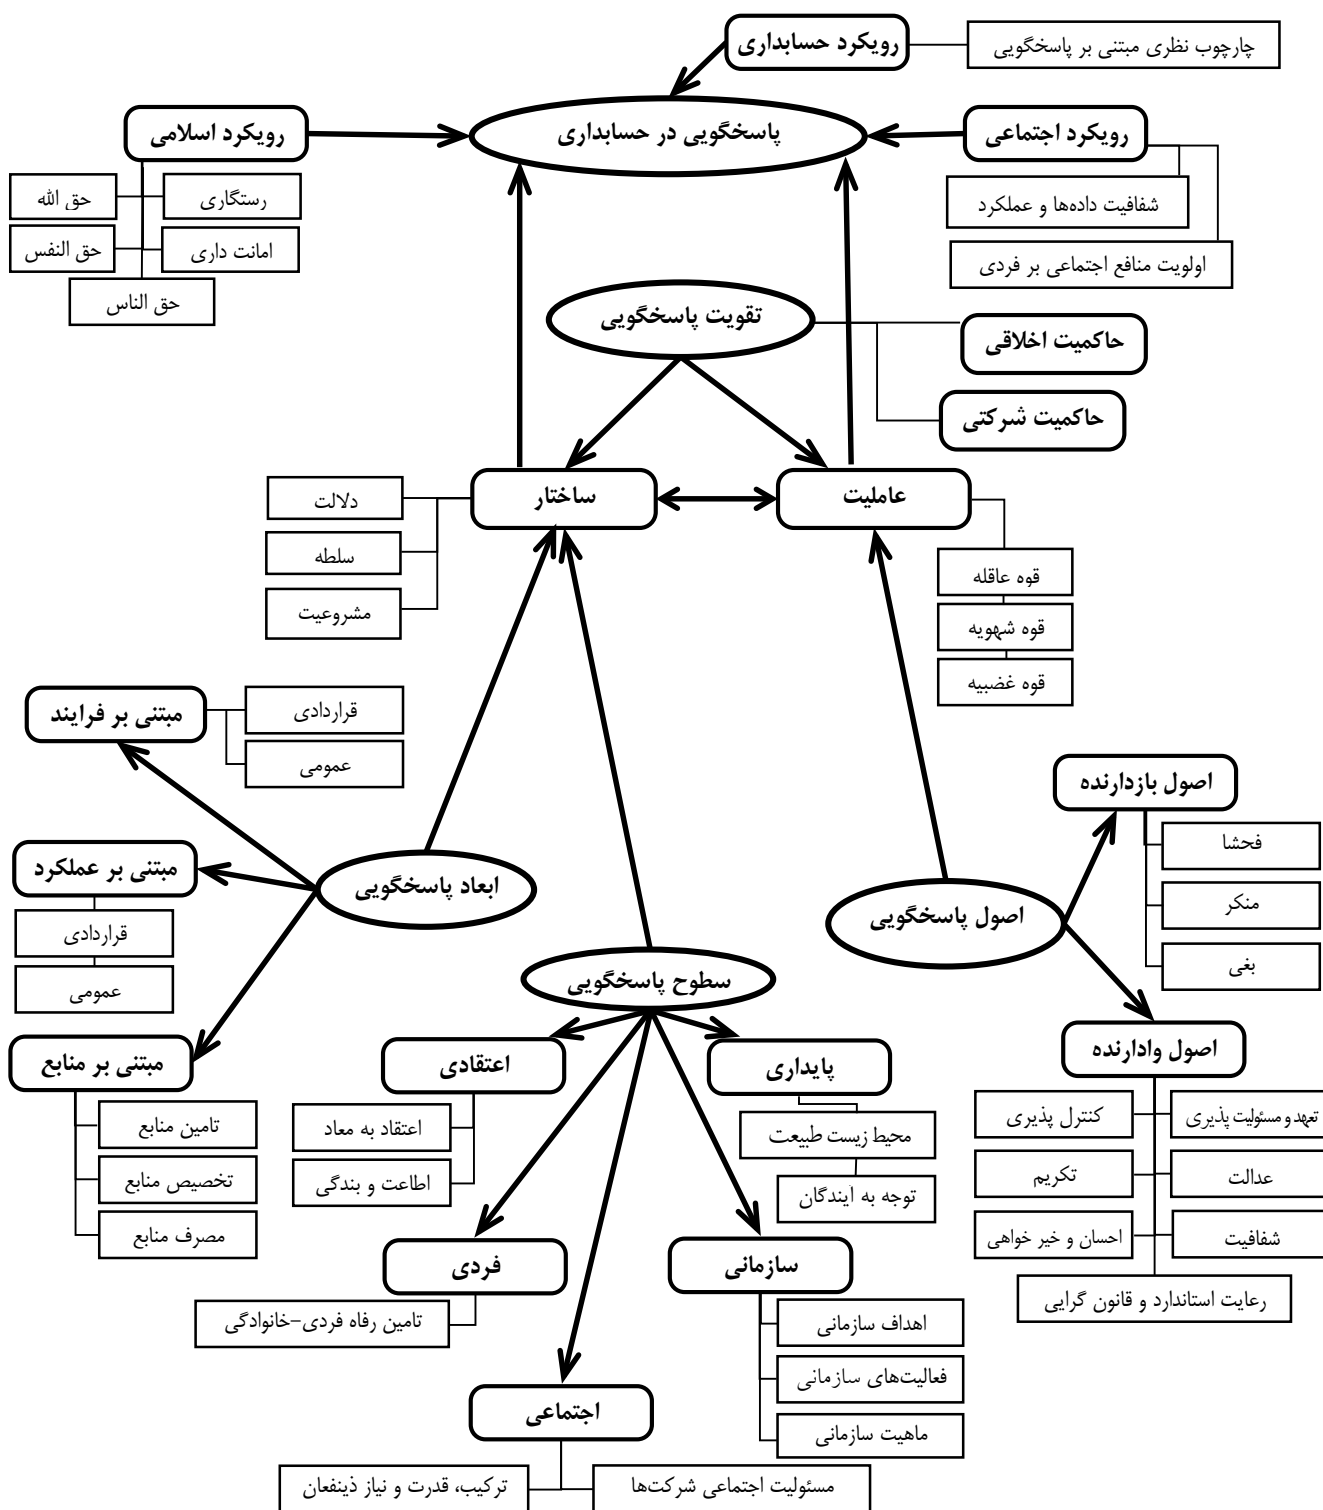 رویکرد حسابداری
چارچوب نظری مبتنی بر پاسخگویی
پاسخگویی در حسابداری
رویکرد اجتماعی
شفافیت داده‌ها و عملکرد
اولویت منافع اجتماعی بر فردی
رویکرد اسلامی
رستگاری
حق الله
امانت داری
حق النفس
حق الناس
تقویت پاسخگویی
حاکمیت اخلاقی
حاکمیت شرکتی
عاملیت
قوه عاقله
قوه شهویه
قوه غضبیه
ساختار
دلالت
سلطه
مشروعیت
مبتنی بر فرایند
قراردادی
عمومی
ابعاد پاسخگویی
مبتنی بر عملکرد
قراردادی
عمومی
مبتنی بر منابع
تامین منابع
تخصیص منابع
مصرف منابع
اصول پاسخگویی
اصول بازدارنده
فحشا
منکر
بغی
اصول وادارنده
تعهد و مسئولیت پذیری
کنترل پذیری
عدالت
تکریم
شفافیت
احسان و خیر خواهی
رعایت استاندارد و قانون گرایی
سطوح پاسخگویی
پایداری
محیط زیست طبیعت
توجه به آیندگان
اعتقادی
اعتقاد به معاد
اطاعت و بندگی
سازمانی
اهداف سازمانی
فعالیت‌های سازمانی
ماهیت سازمانی
فردی
تامین رفاه فردی-خانوادگی
اجتماعی
مسئولیت اجتماعی شرکت‌ها
ترکیب، قدرت و نیاز ذینفعان